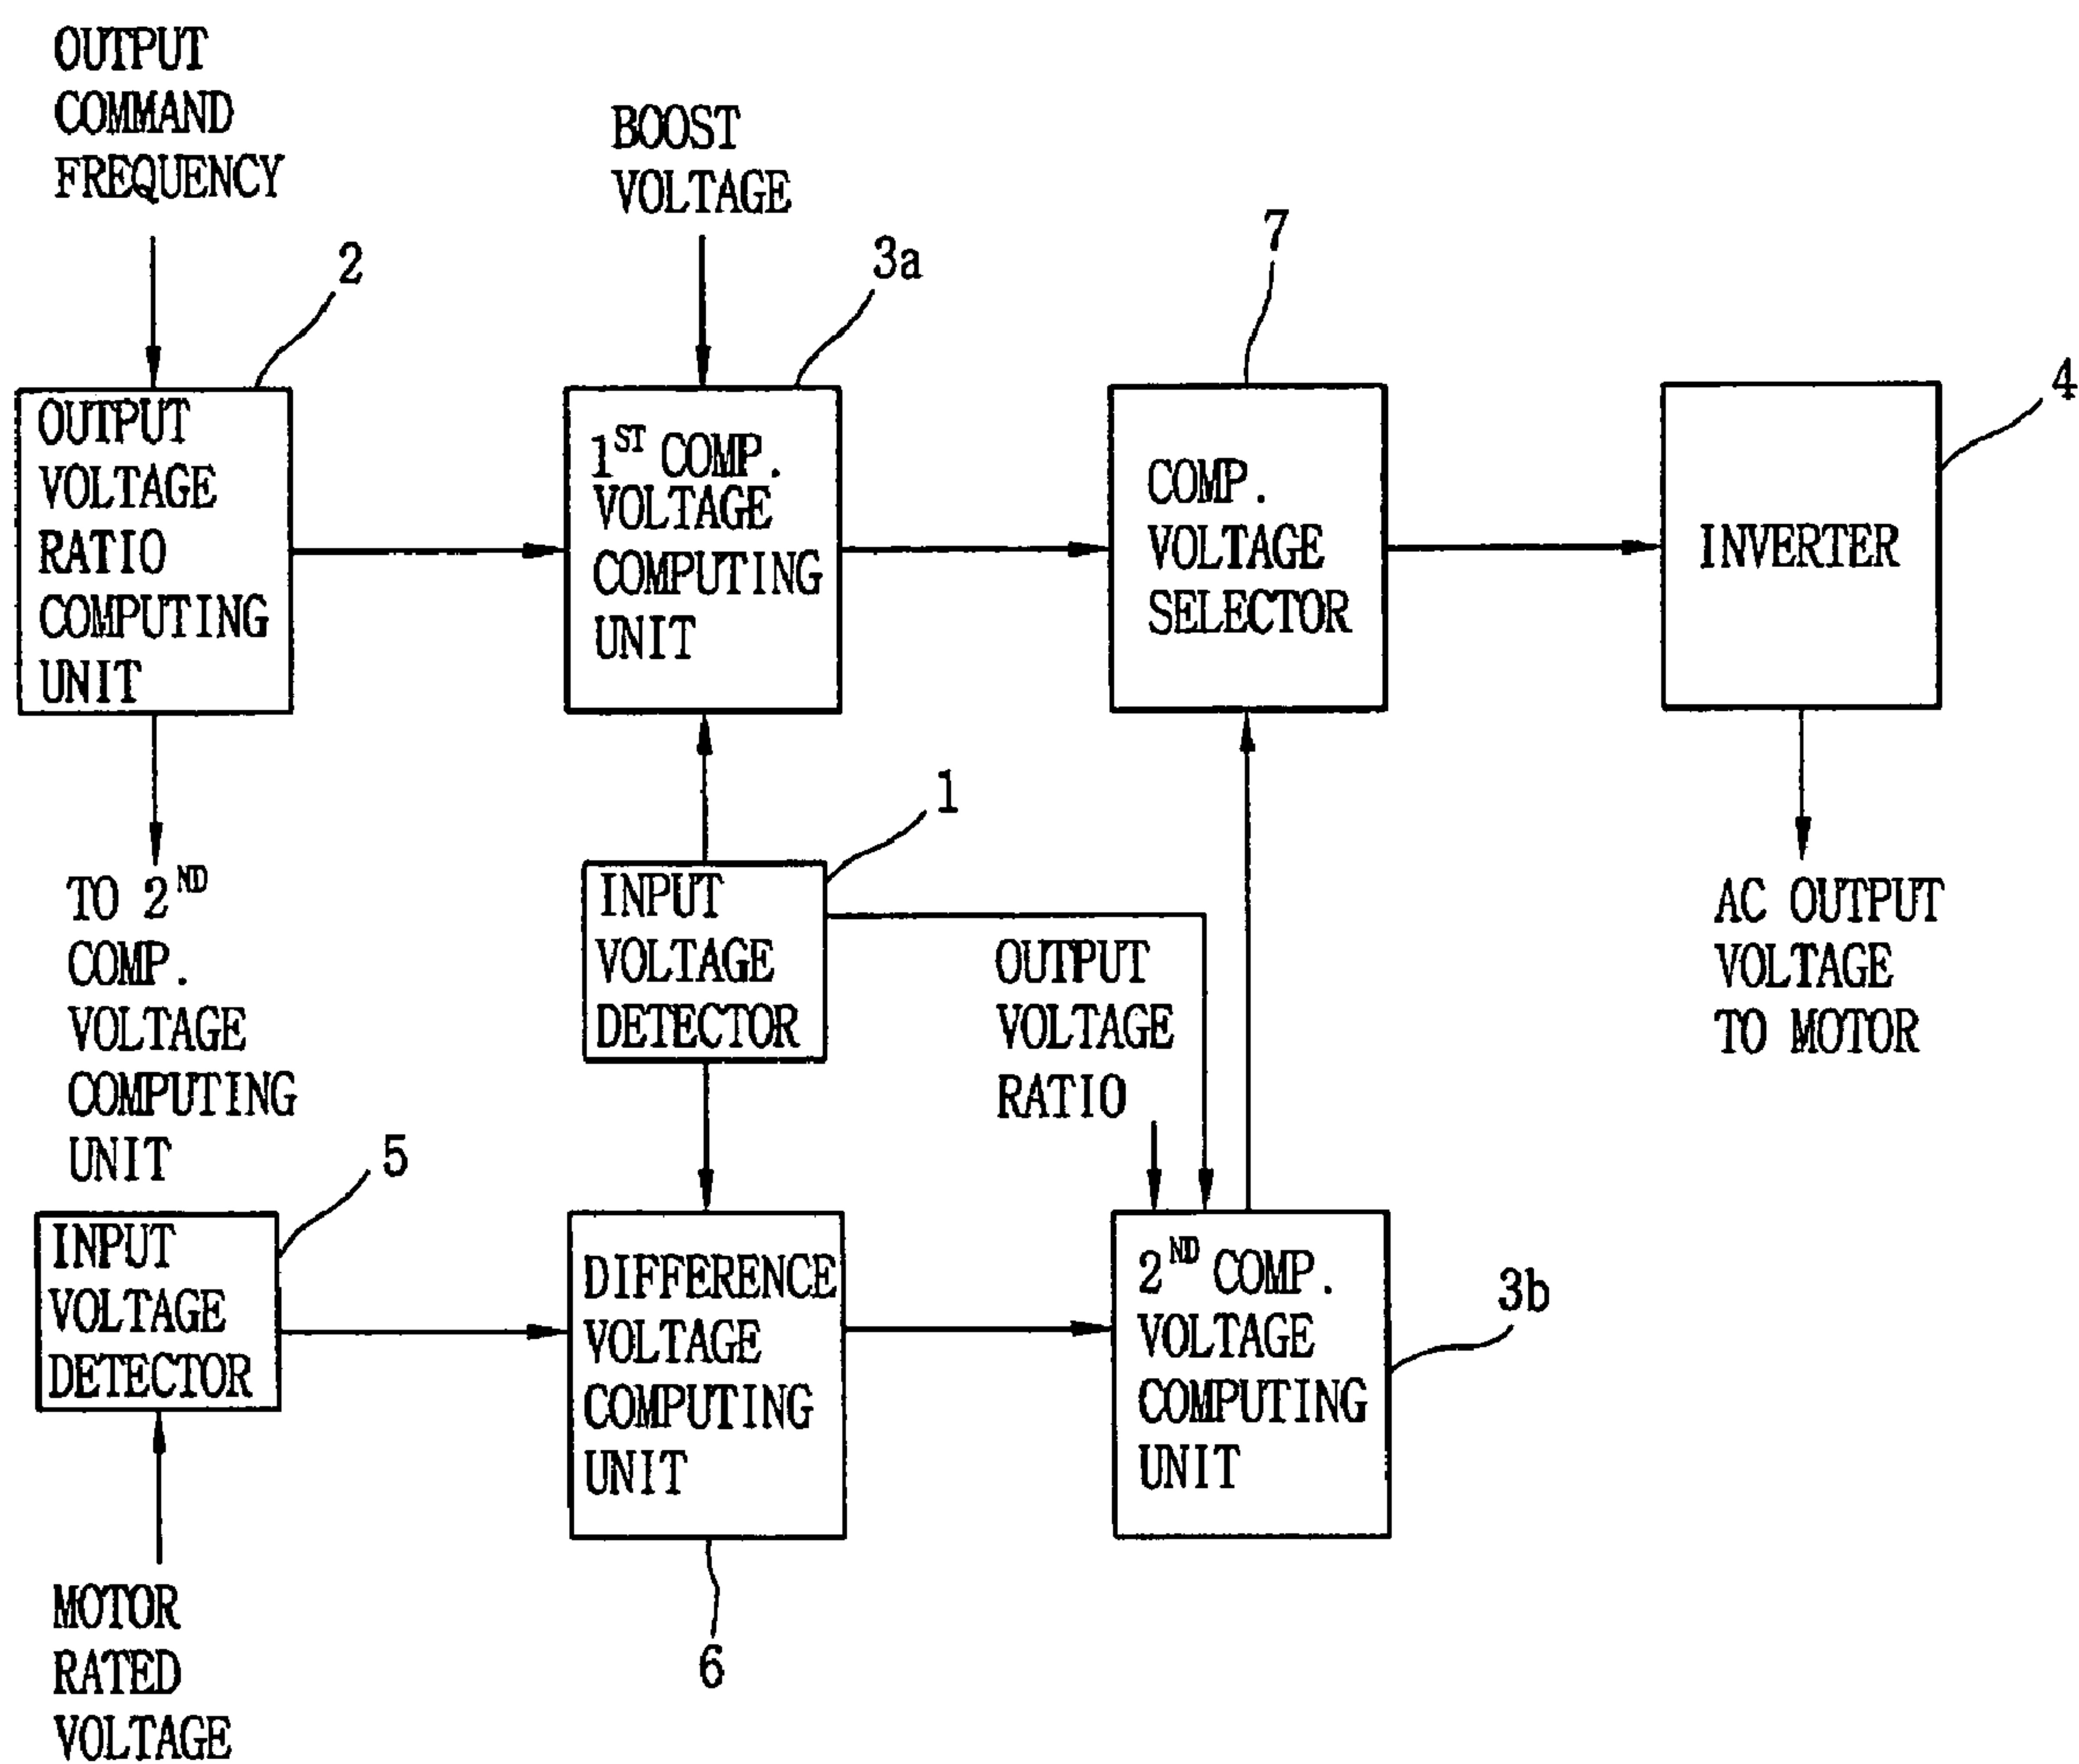 OUTPUT
COMMAND
FREQUENCY
BOOST
VOLTAGE
2
3a
7
4
OUTPUT
VOLTAGE
RATIO
COMPUTING
UNIT
1ST COMP.
VOLTAGE
COMPUTING
UNIT
COMP.
VOLTAGE
SELECTOR
INVERTER
TO 2ND
COMP.
VOLTAGE
COMPUTING
UNIT
1
INPUT
VOLTAGE
DETECTOR
OUTPUT
VOLTAGE
RATIO
AC OUTPUT
VOLTAGE
TO MOTOR
5
INPUT
VOLTAGE
DETECTOR
DIFFERENCE
VOLTAGE
COMPUTING
UNIT
2ND COMP.
VOLTAGE
COMPUTING
UNIT
3b
MOTOR
RATED
VOLTAGE
6